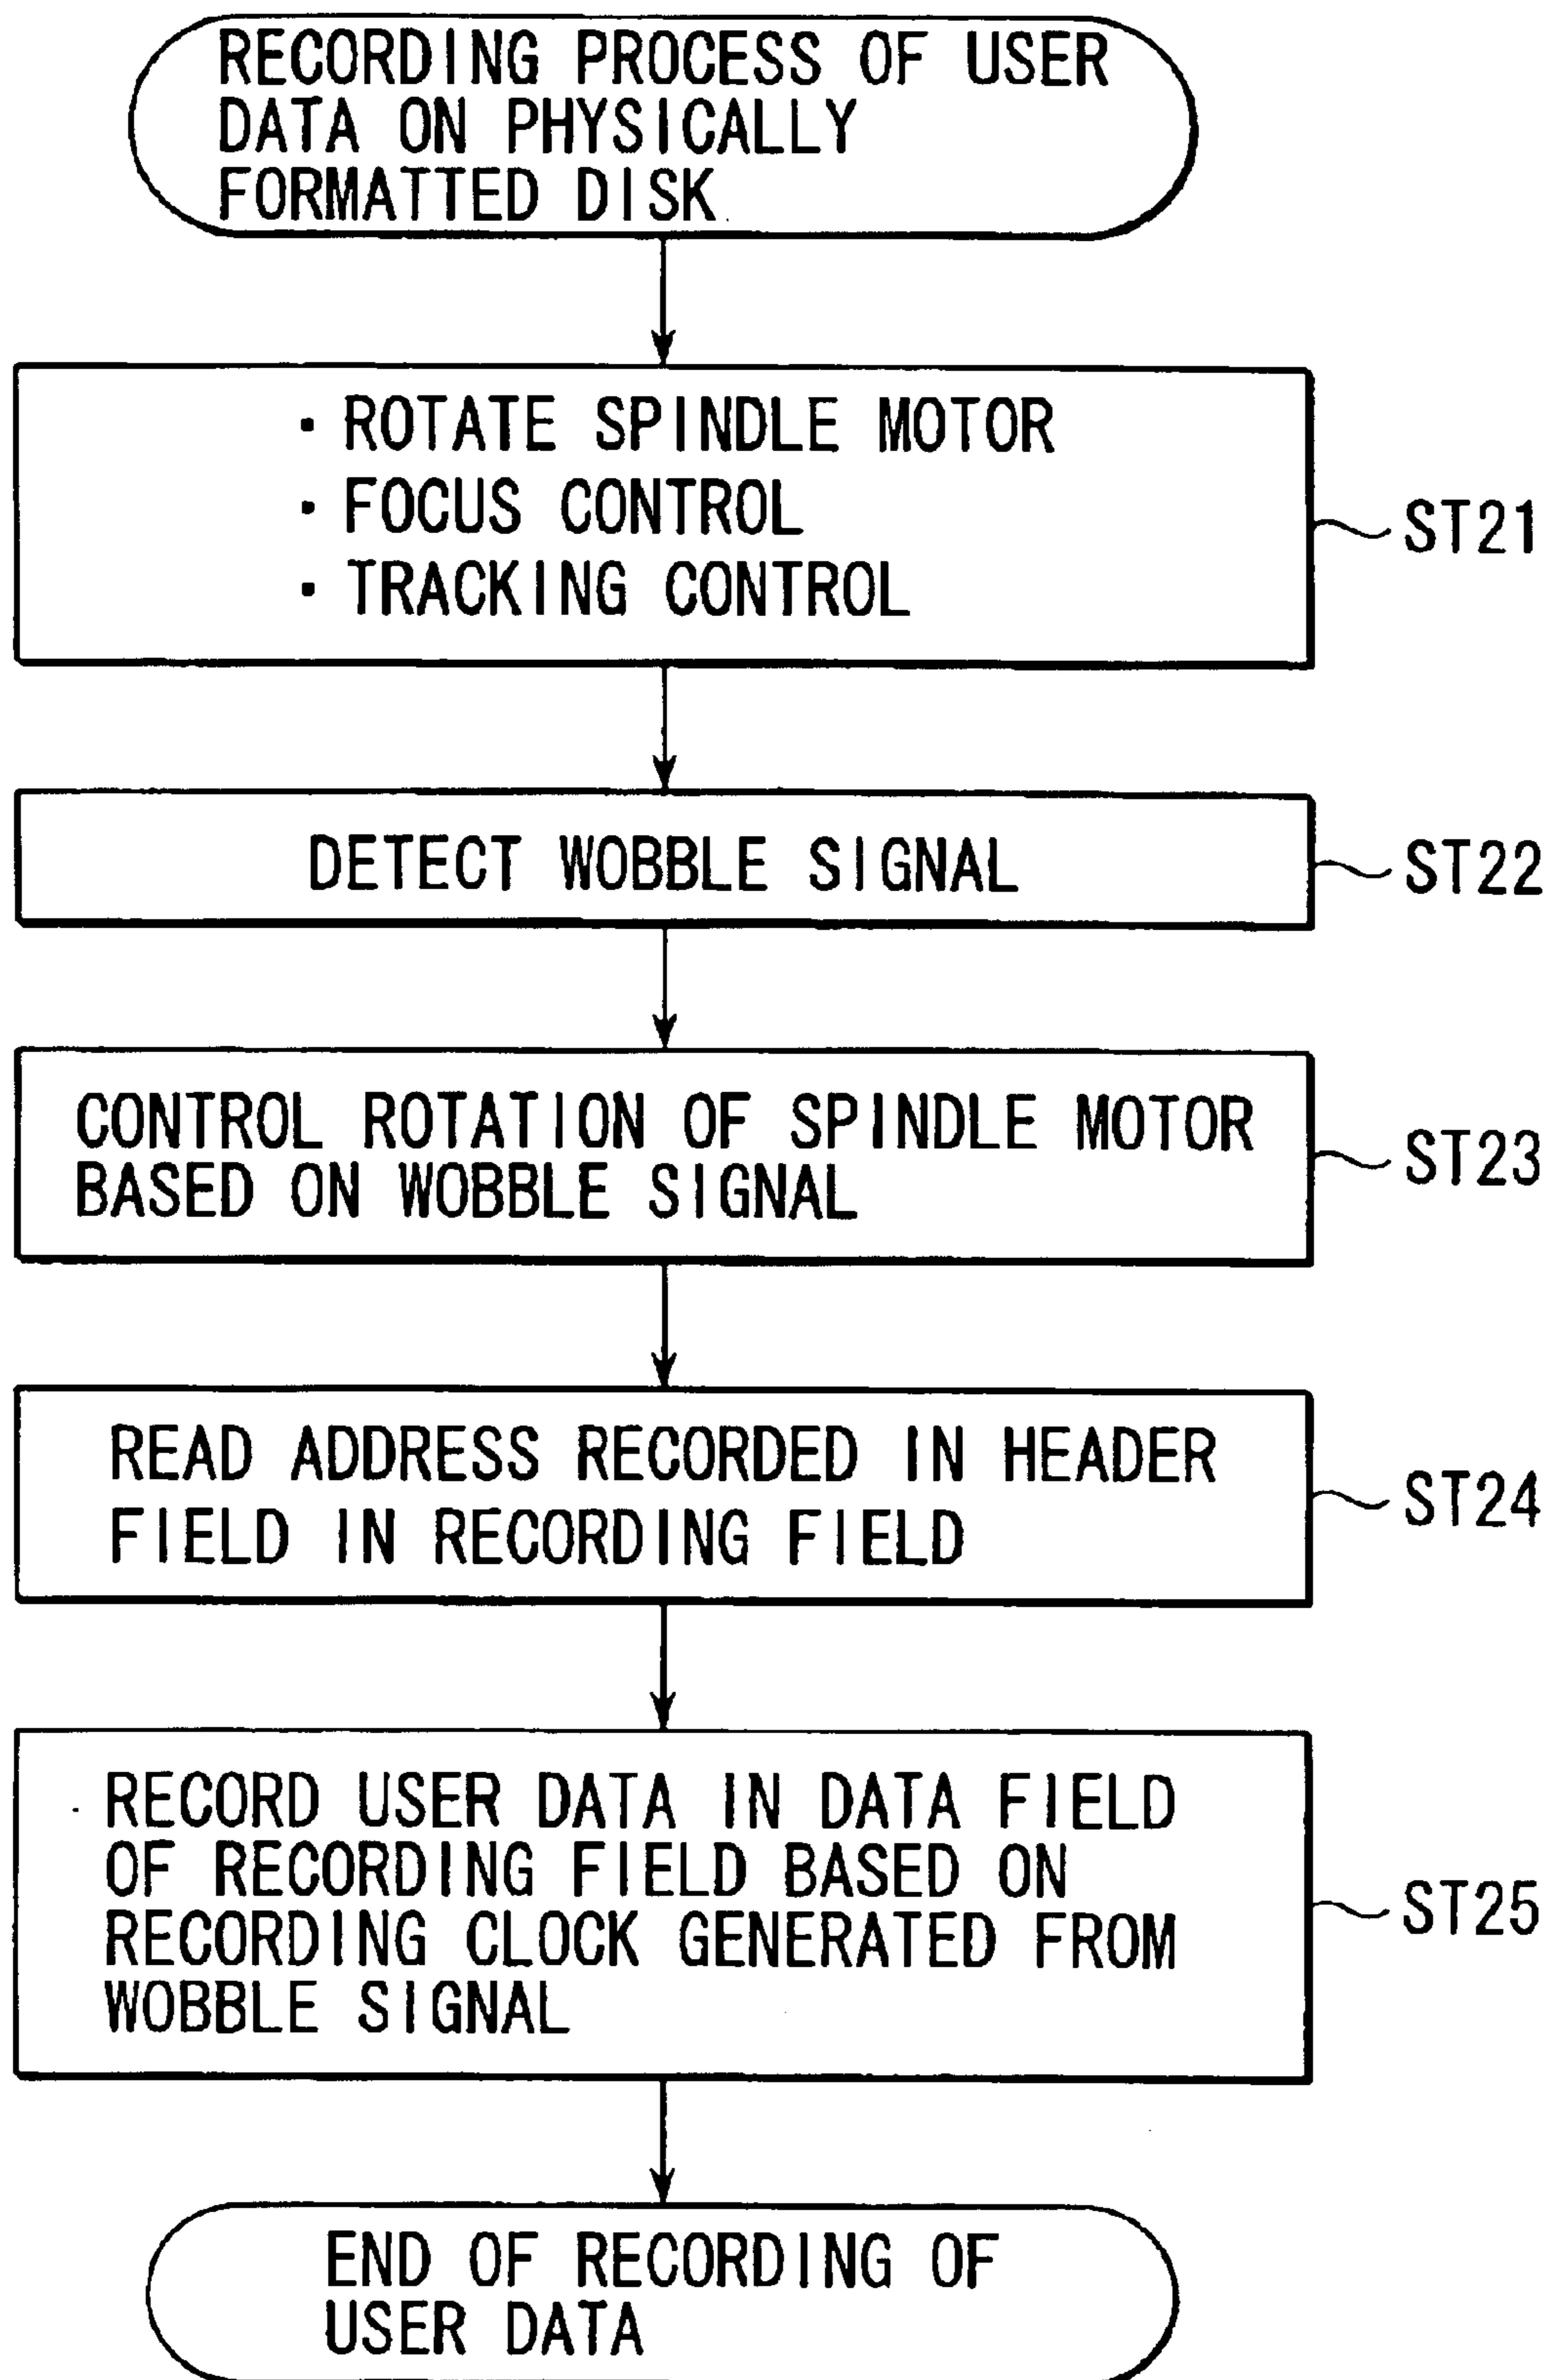 RECORDING PROCESS OF USER
DATA ON PHYSICALLY
FORMATTED DISK
· ROTATE SPINDLE MOTOR
· FOCUS CONTROL
· TRACKING CONTROL
ST21
DETECT WOBBLE SIGNAL
ST22
CONTROL ROTATION OF SPINDLE MOTOR
BASED ON WOBBLE SIGNAL
ST23
READ ADDRESS RECORDED IN HEADER
FIELD IN RECORDING FIELD
ST24
RECORD USER DATA IN DATA FIELD
OF RECORDING FIELD BASED ON
RECORDING CLOCK GENERATED FROM
WOBBLE SIGNAL
ST25
END OF RECORDING OF
USER DATA